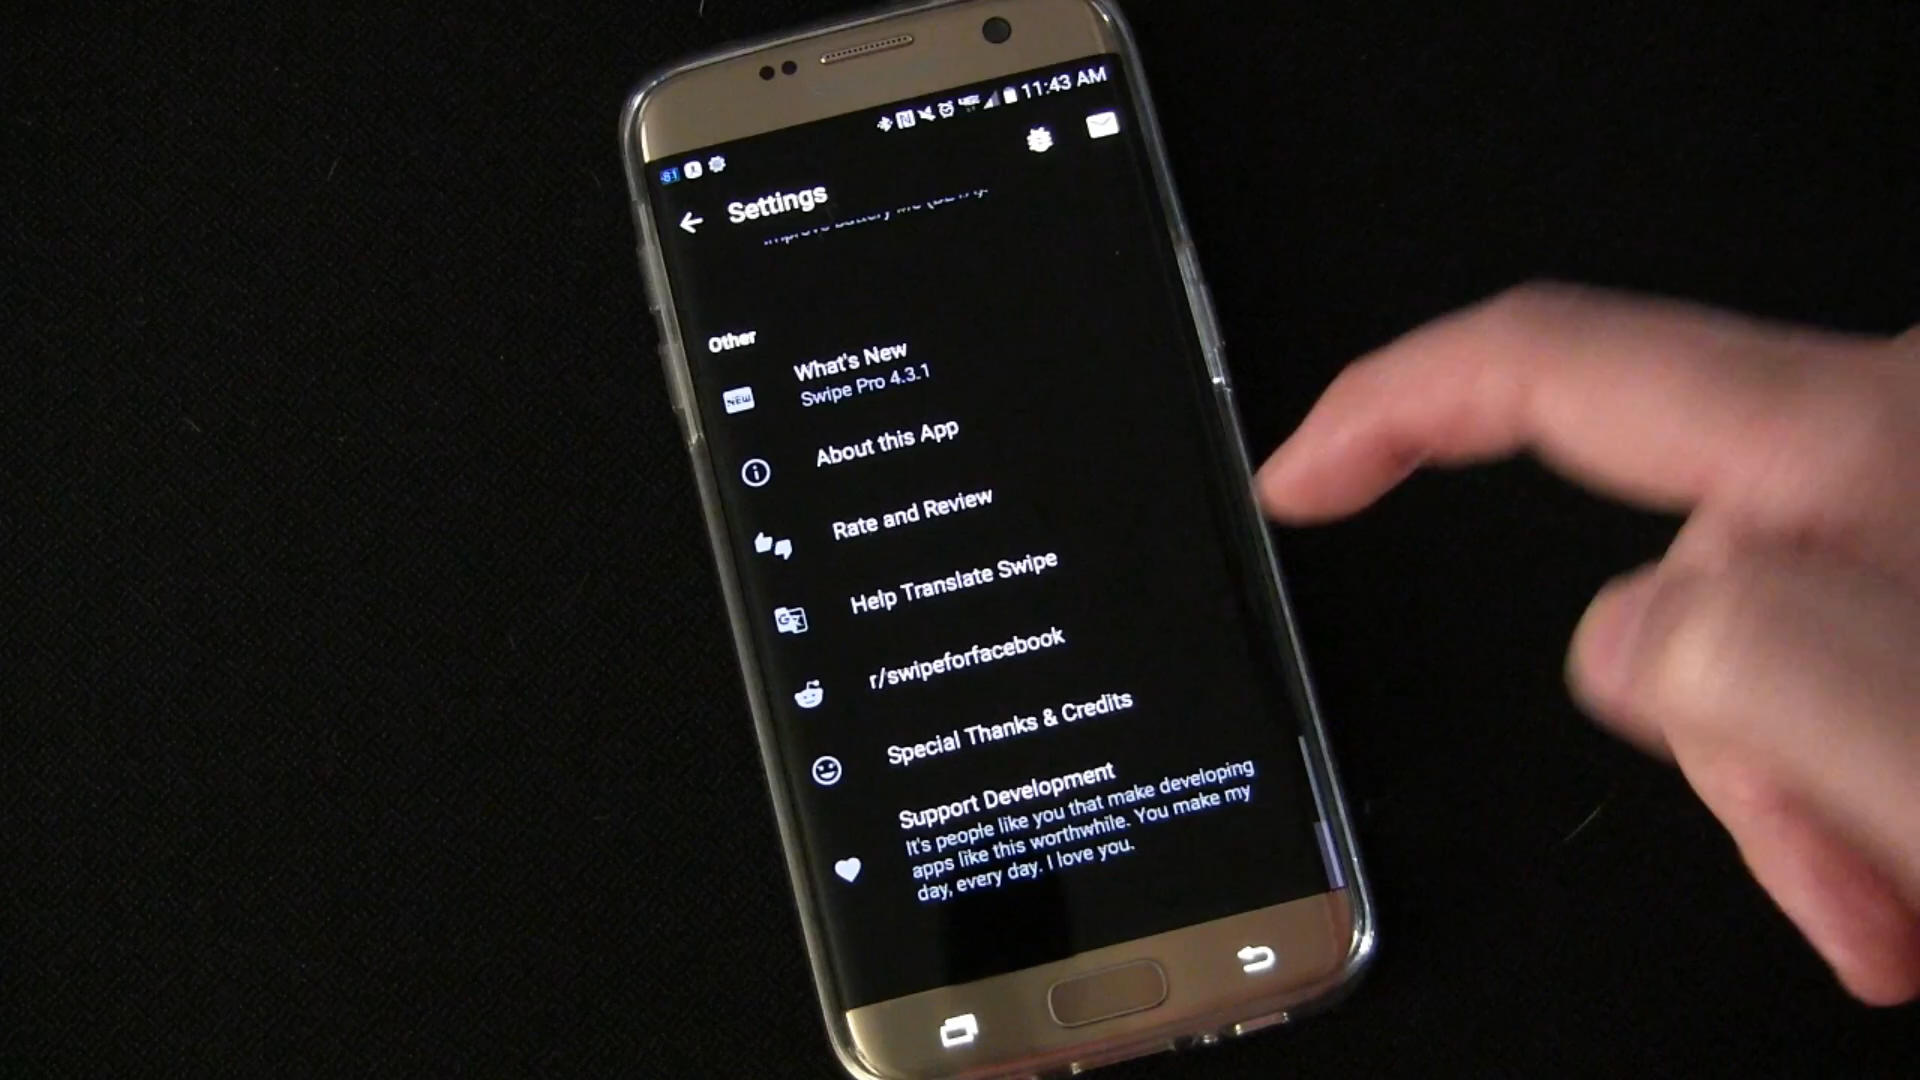 11:43 AM
61
Settings
Other
NEW
What's New
Swipe Pro 4.3.1
About this App
Rate and Review
Help Translate Swipe
r/swipeforfacebook
Special Thanks & Credits
Support Development
It's people like you that make developing
apps like this worthwhile. You make my
day, every day. I love you.